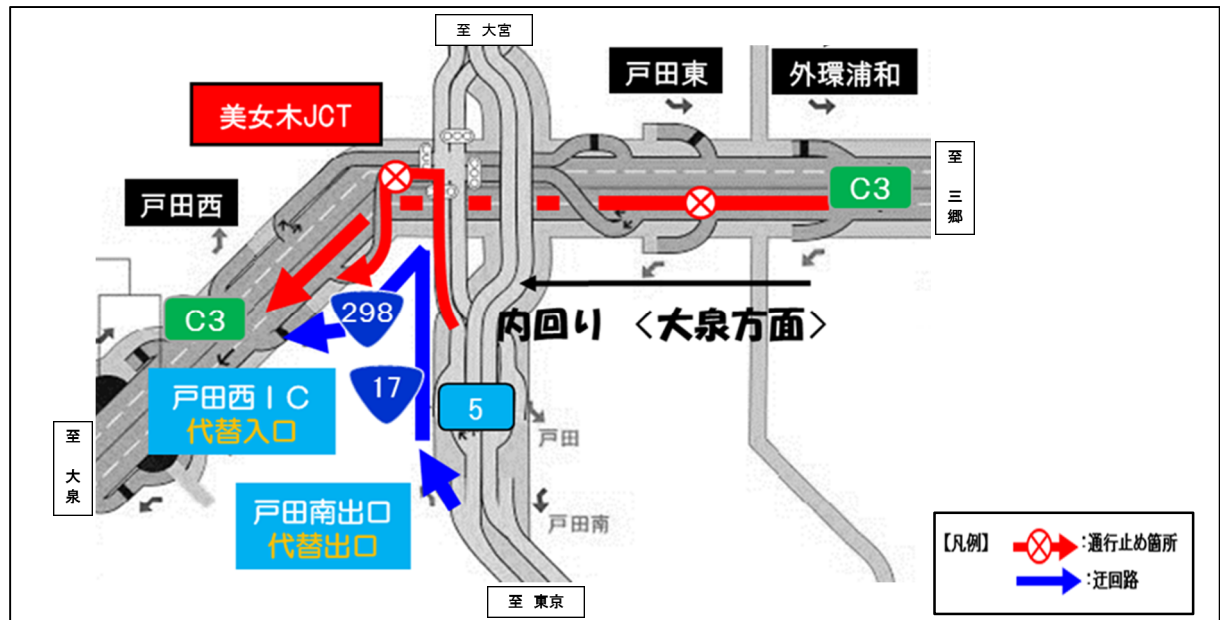 至 大宮
戸田東
外環浦和
美女木JCT
至 三郷
C3
戸田西
298
C3
内回り <大泉方面>
17
戸田西IC
代替入口
5
戸田
至 大泉
戸田南出口
代替出口
戸田南
【凡例】
:通行止め箇所
:迂回路
至 東京